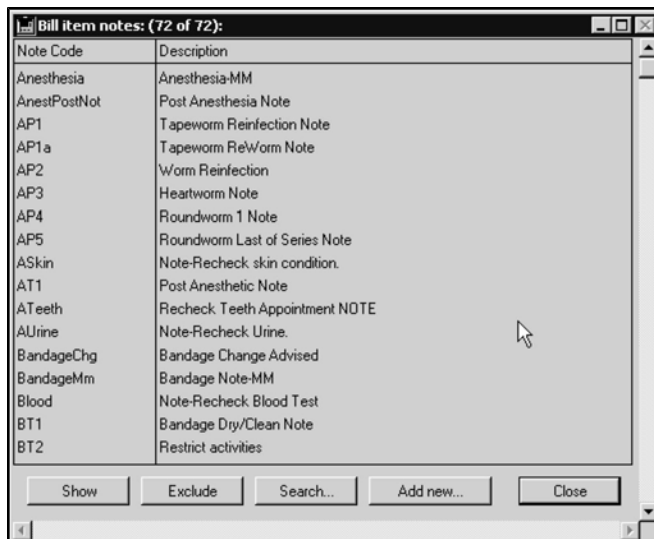 Bill item notes: (72 of 72):
Note Code Description
Anesthesia Anesthesia-MM
AnestPostNot Post Anesthesia Note
AP1 Tapeworm Reinfection Note
AP1a Tapeworm ReWorm Note
AP2 Worm Reinfection
AP3 Heartworm Note
AP4 Roundworm 1 Note
AP5 Roundworm Last of Series Note
ASkin Note-Recheck skin condition.
AT1 Post Anesthetic Note
ATeeth Recheck Teeth Appointment NOTE
AUrine Note-Recheck Urine.
BandageChg Bandage Change Advised
BandageMm Bandage Note-MM
Blood Note-Recheck Blood Test
BT1 Bandage Dry/Clean Note
BT2 Restrict activities
Show Exclude Search... Add new... Close